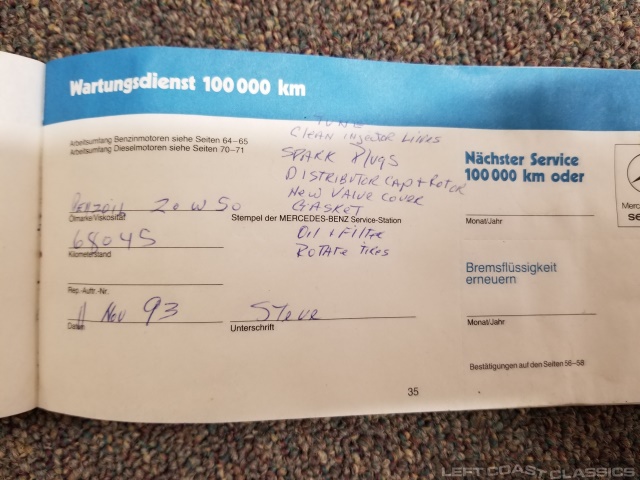 Wartungsdienst 100 000 km
TUNE
CLEAN INJECTOR LINES
Arbeitsumfang Benzinmotoren siehe Seiten 64–65
Arbeitsumfang Dieselmotoren siehe Seiten 70–71
SPARK PLUGS
DISTRIBUTOR CAP + ROTOR
NEW VALVE COVER
GASKET
OIL + FILTER
ROTATE TIRES
20 W 50
Ölmarke/Viskosität
Stempel der MERCEDES-BENZ Service-Station
68045
Kilometerstand
Rep.-Auftr.-Nr.
11 Nov 93
Datum
Steve
Unterschrift
Nächster Service
100 000 km oder
Monat/Jahr
Bremsflüssigkeit
erneuern
Monat/Jahr
Bestätigungen auf den Seiten 56–58
35
LEFT COAST CLASSICS